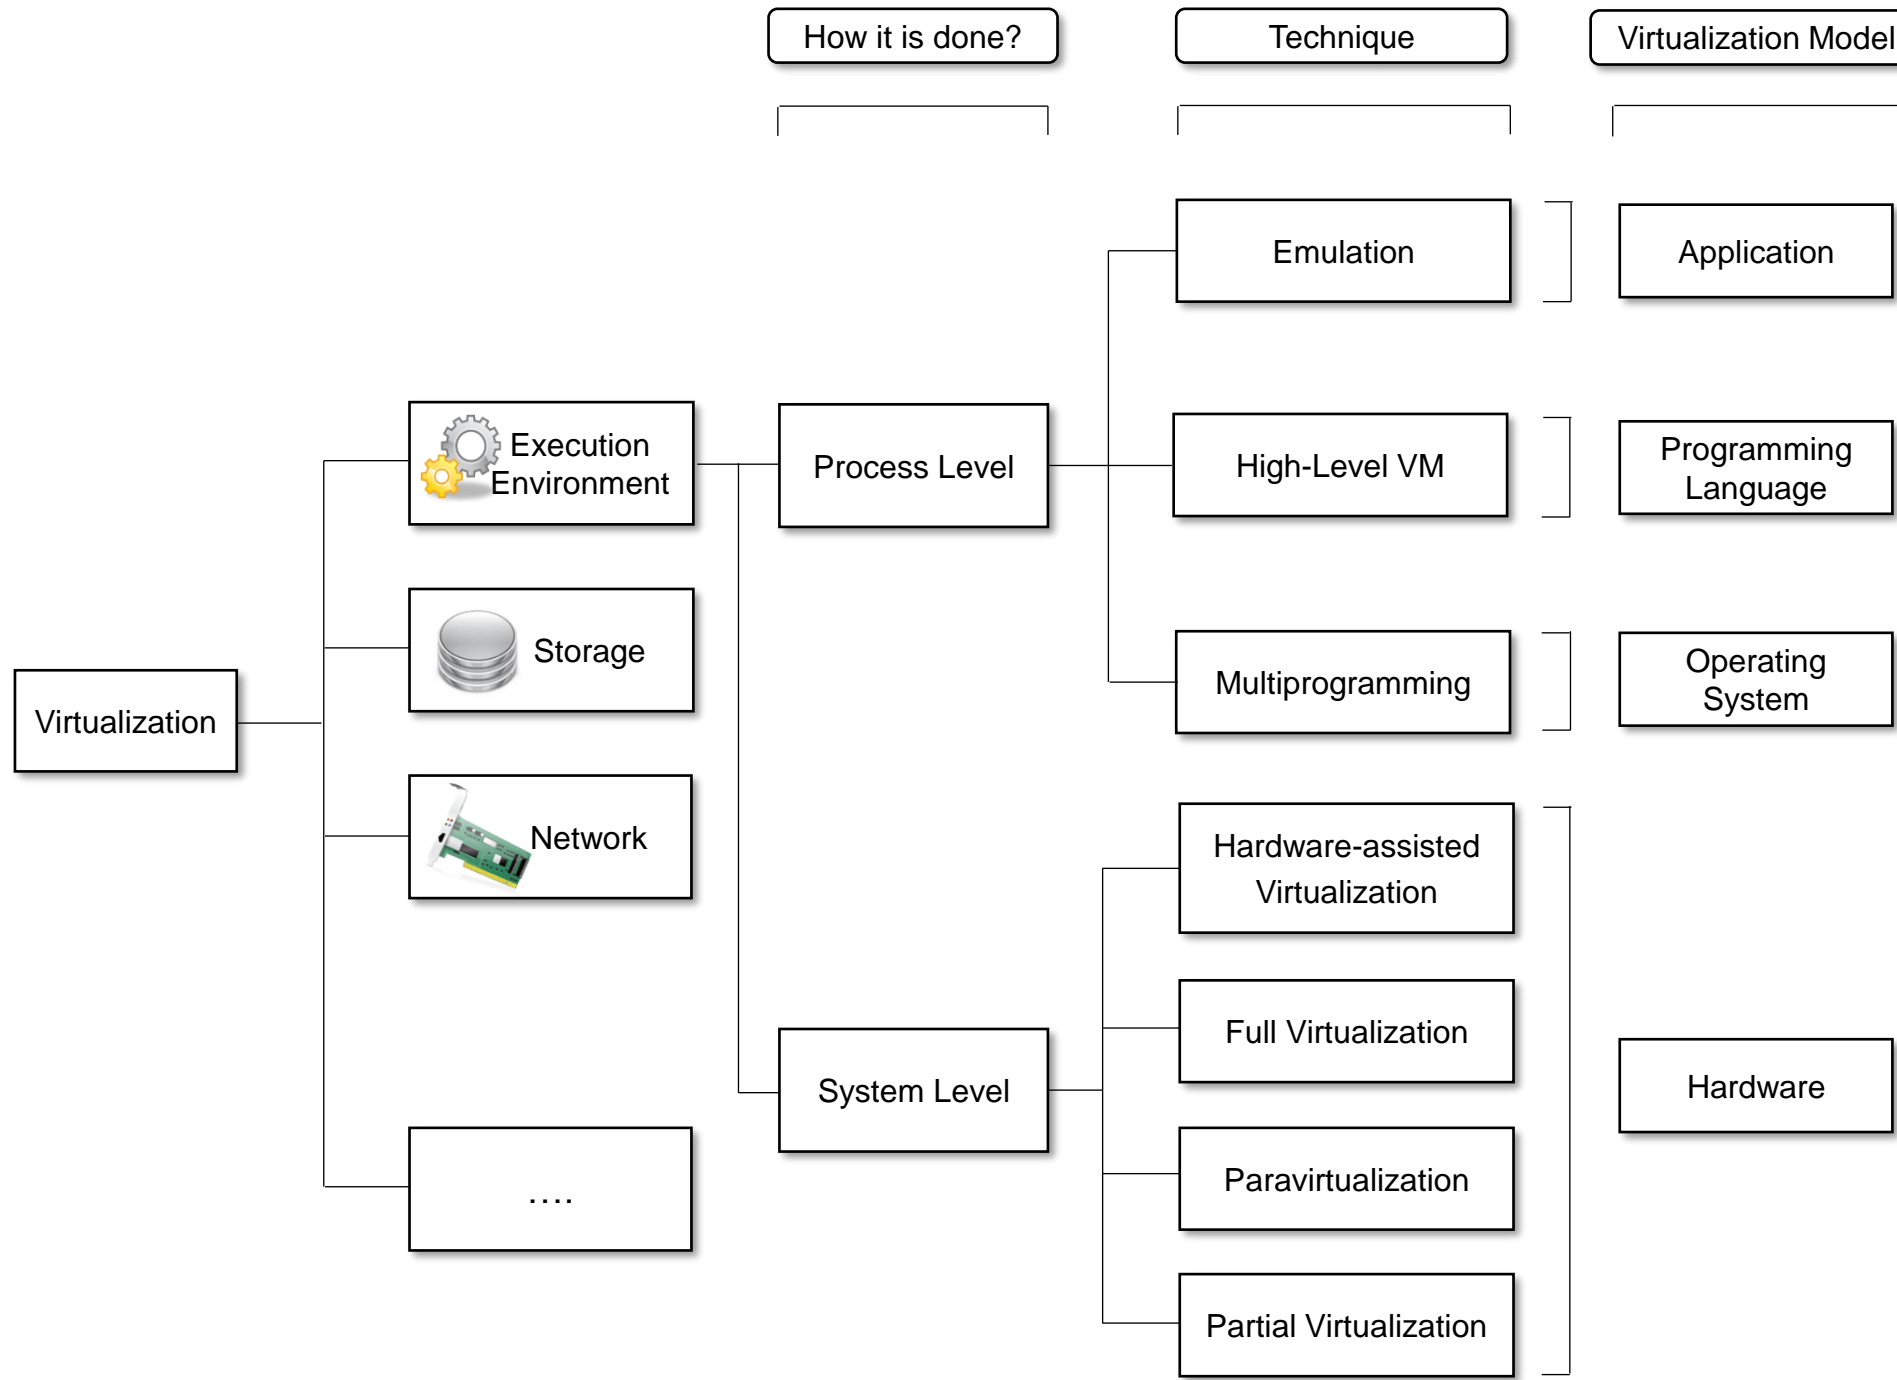 How it is done?
Technique
Virtualization Model
Emulation
Application
Execution
Environment
Process Level
High-Level VM
Programming
Language
Storage
Multiprogramming
Operating
System
Virtualization
Network
Hardware-assisted
Virtualization
Full Virtualization
System Level
Hardware
....
Paravirtualization
Partial Virtualization